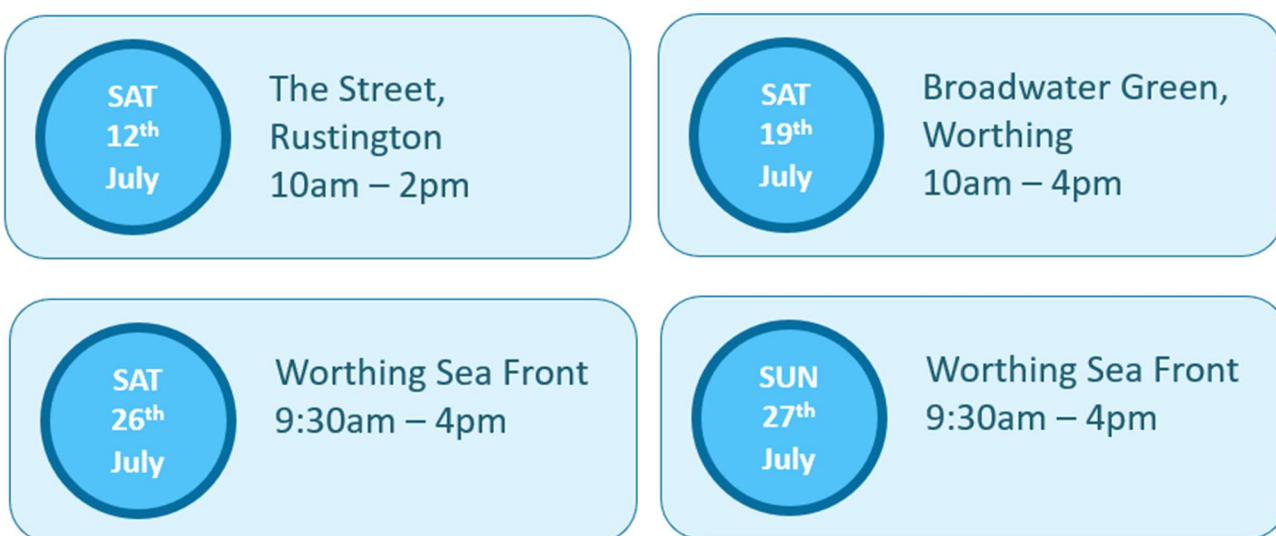 SAT
12th
July
The Street,
Rustington
10am – 2pm
SAT
19th
July
Broadwater Green,
Worthing
10am – 4pm
SAT
26th
July
Worthing Sea Front
9:30am – 4pm
SUN
27th
July
Worthing Sea Front
9:30am – 4pm